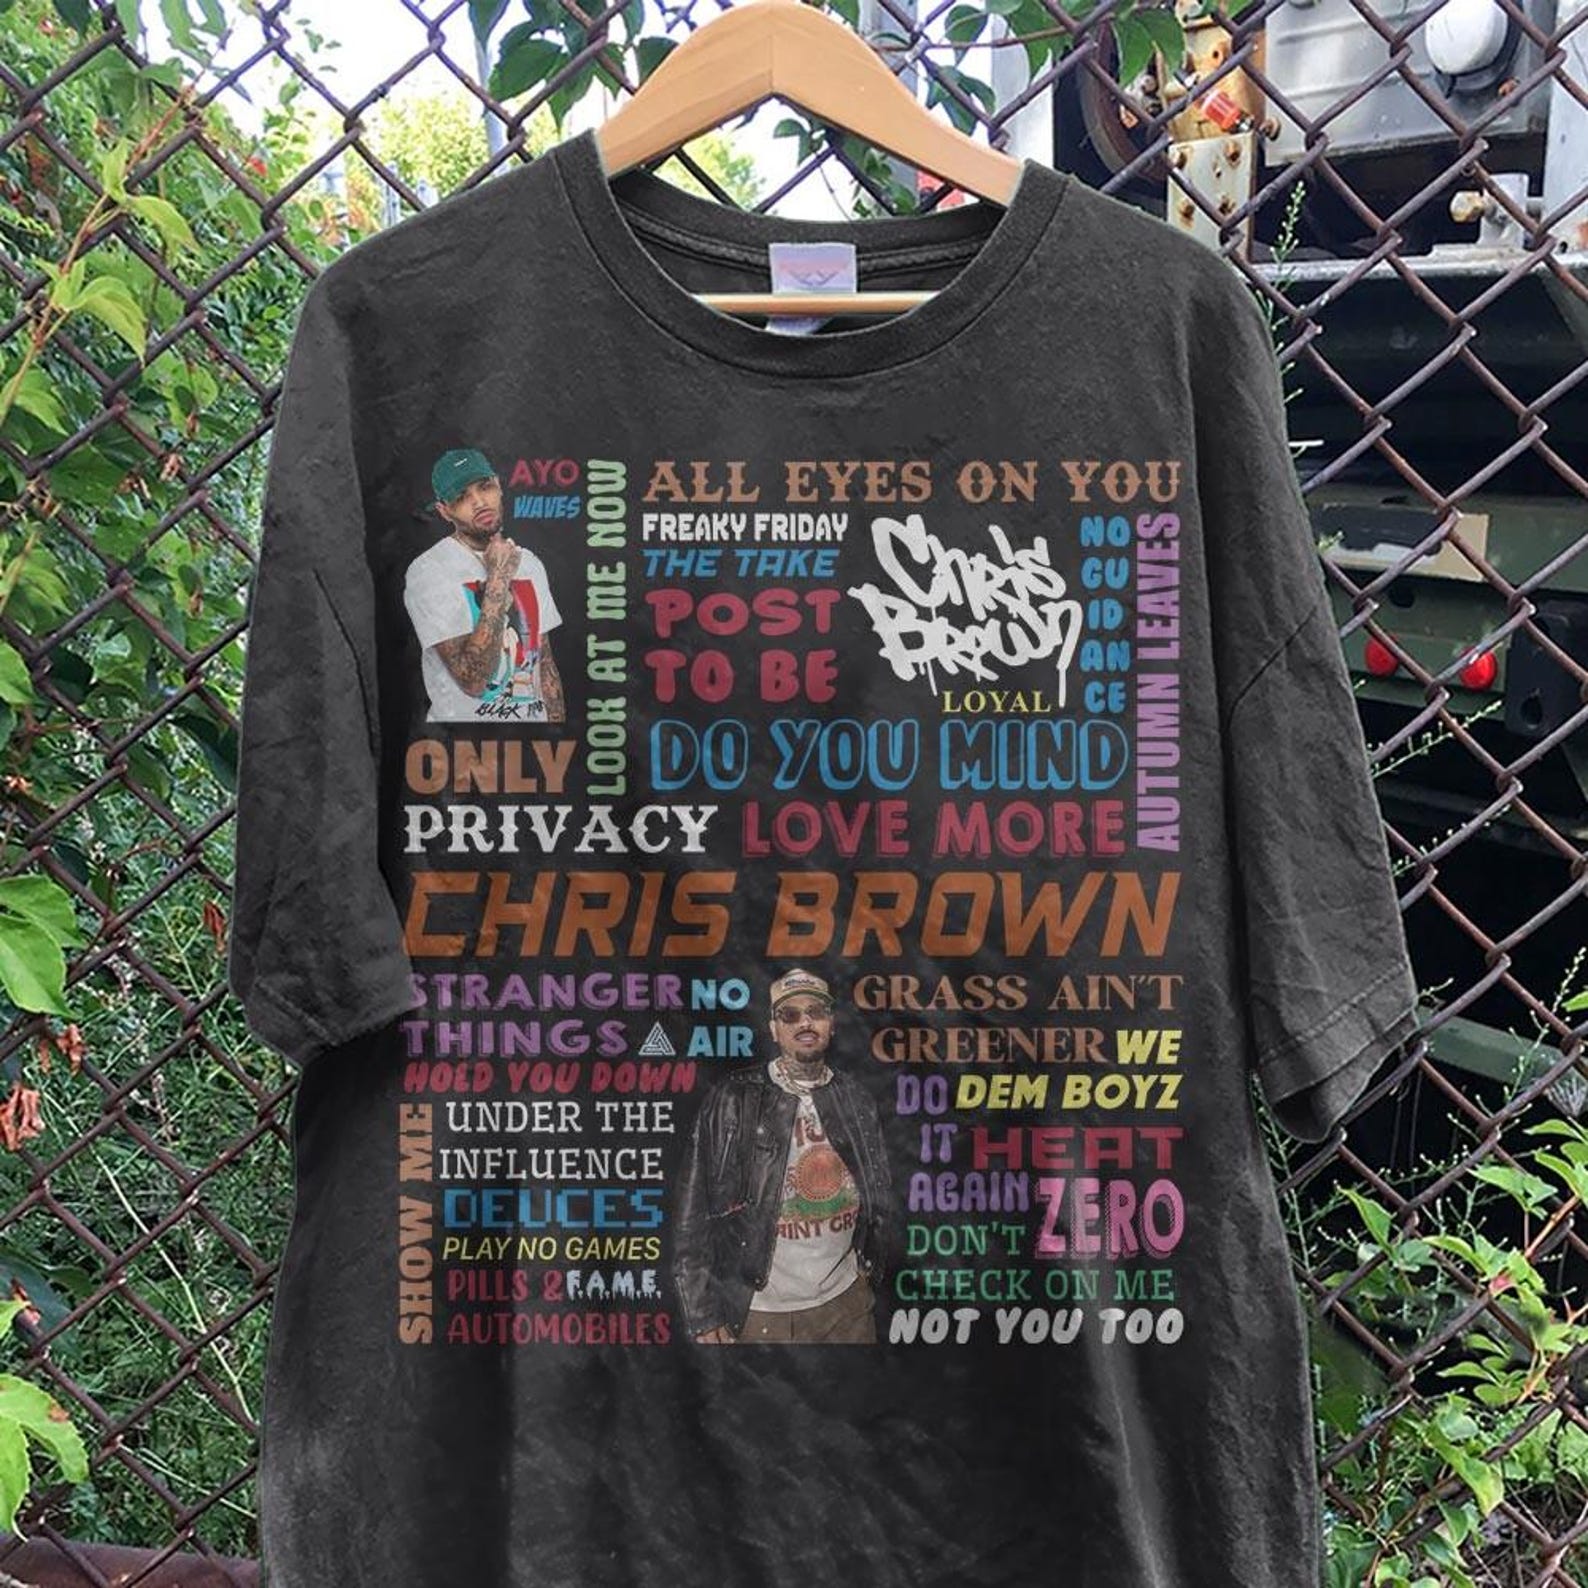 AYO
WAVES
LOOK AT ME NOW
ALL EYES ON YOU
FREAKY FRIDAY
THE TAKE
POST
TO BE
Chris
Brown
LOYAL
NO
GU
ID
AN
CE
AUTUMN LEAVES
ONLY
DO YOU MIND
PRIVACY
LOVE MORE
CHRIS BROWN
STRANGER
THINGS
NO
AIR
GRASS AIN'T
GREENER
WE
DEM BOYZ
HOLD YOU DOWN
SHOW ME
UNDER THE
INFLUENCE
DEUCES
PLAY NO GAMES
PILLS &
AUTOMOBILES
F.A.M.E.
DO
IT
AGAIN
HEAT
ZERO
DON'T
CHECK ON ME
NOT YOU TOO
BLACK
AINT GR